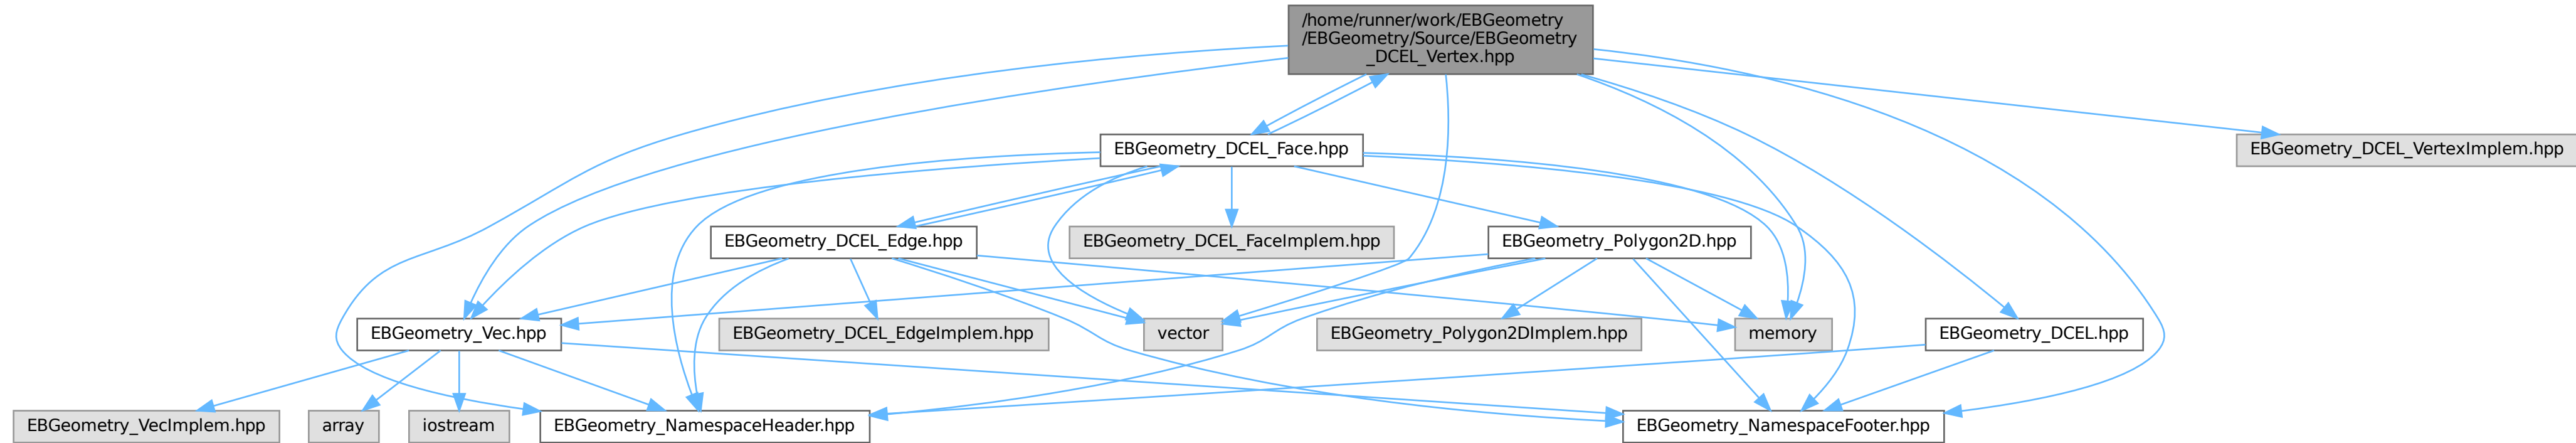 /home/runner/work/EBGeometry
/EBGeometry/Source/EBGeometry
_DCEL_Vertex.hpp
EBGeometry_DCEL_Face.hpp
EBGeometry_DCEL_VertexImplem.hpp
EBGeometry_DCEL_Edge.hpp
EBGeometry_DCEL_FaceImplem.hpp
EBGeometry_Polygon2D.hpp
EBGeometry_Vec.hpp
EBGeometry_DCEL_EdgeImplem.hpp
vector
EBGeometry_Polygon2DImplem.hpp
memory
EBGeometry_DCEL.hpp
EBGeometry_VecImplem.hpp
array
iostream
EBGeometry_NamespaceHeader.hpp
EBGeometry_NamespaceFooter.hpp